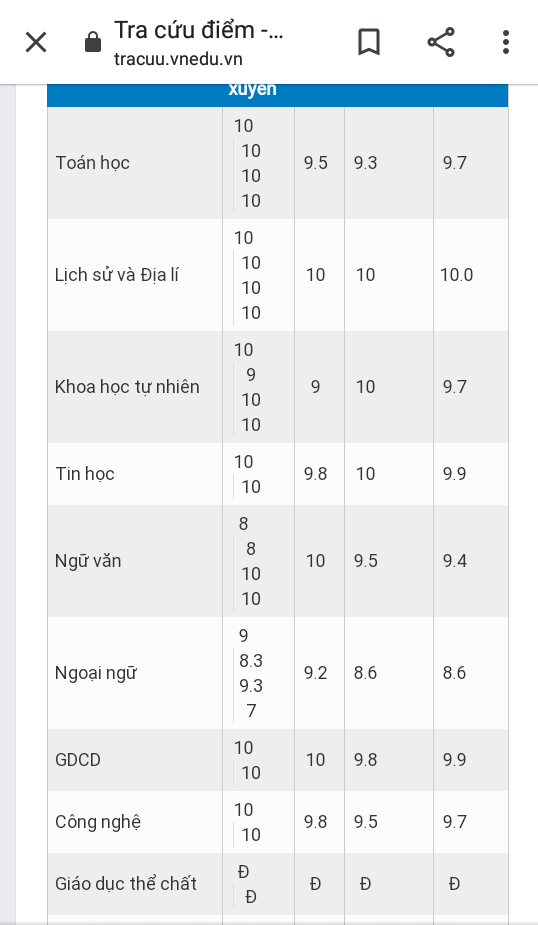 Tra cứu điểm -...
tracuu.vnedu.vn
xuyên
Toán học 10 10 10 10 9.5 9.3 9.7
Lịch sử và Địa lí 10 10 10 10 10 10 10.0
Khoa học tự nhiên 10 9 10 10 9 10 9.7
Tin học 10 10 9.8 10 9.9
Ngữ văn 8 8 10 10 10 9.5 9.4
Ngoại ngữ 9 8.3 9.3 7 9.2 8.6 8.6
GDCD 10 10 10 9.8 9.9
Công nghệ 10 10 9.8 9.5 9.7
Giáo dục thể chất Đ Đ Đ Đ Đ